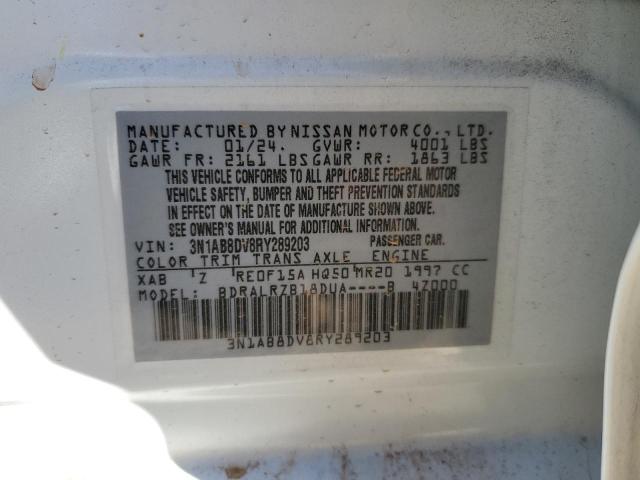 MANUFACTURED BY NISSAN MOTOR CO., LTD.
DATE: 01/24. GVWR: 4001 LBS
GAWR FR: 2161 LBS GAWR RR: 1863 LBS
THIS VEHICLE CONFORMS TO ALL APPLICABLE FEDERAL MOTOR
VEHICLE SAFETY, BUMPER AND THEFT PREVENTION STANDARDS
IN EFFECT ON THE DATE OF MANUFACTURE SHOWN ABOVE.
SEE OWNER'S MANUAL FOR ADDITIONAL INFORMATION.
VIN: 3N1AB8DV8RY289203 PASSENGER CAR.
COLOR TRIM TRANS AXLE ENGINE
XAB Z RE0F15A HQ50 MR20 1997 CC
MODEL: BDRALRZB18DUA----B 4Z000
3N1AB8DV8RY289203